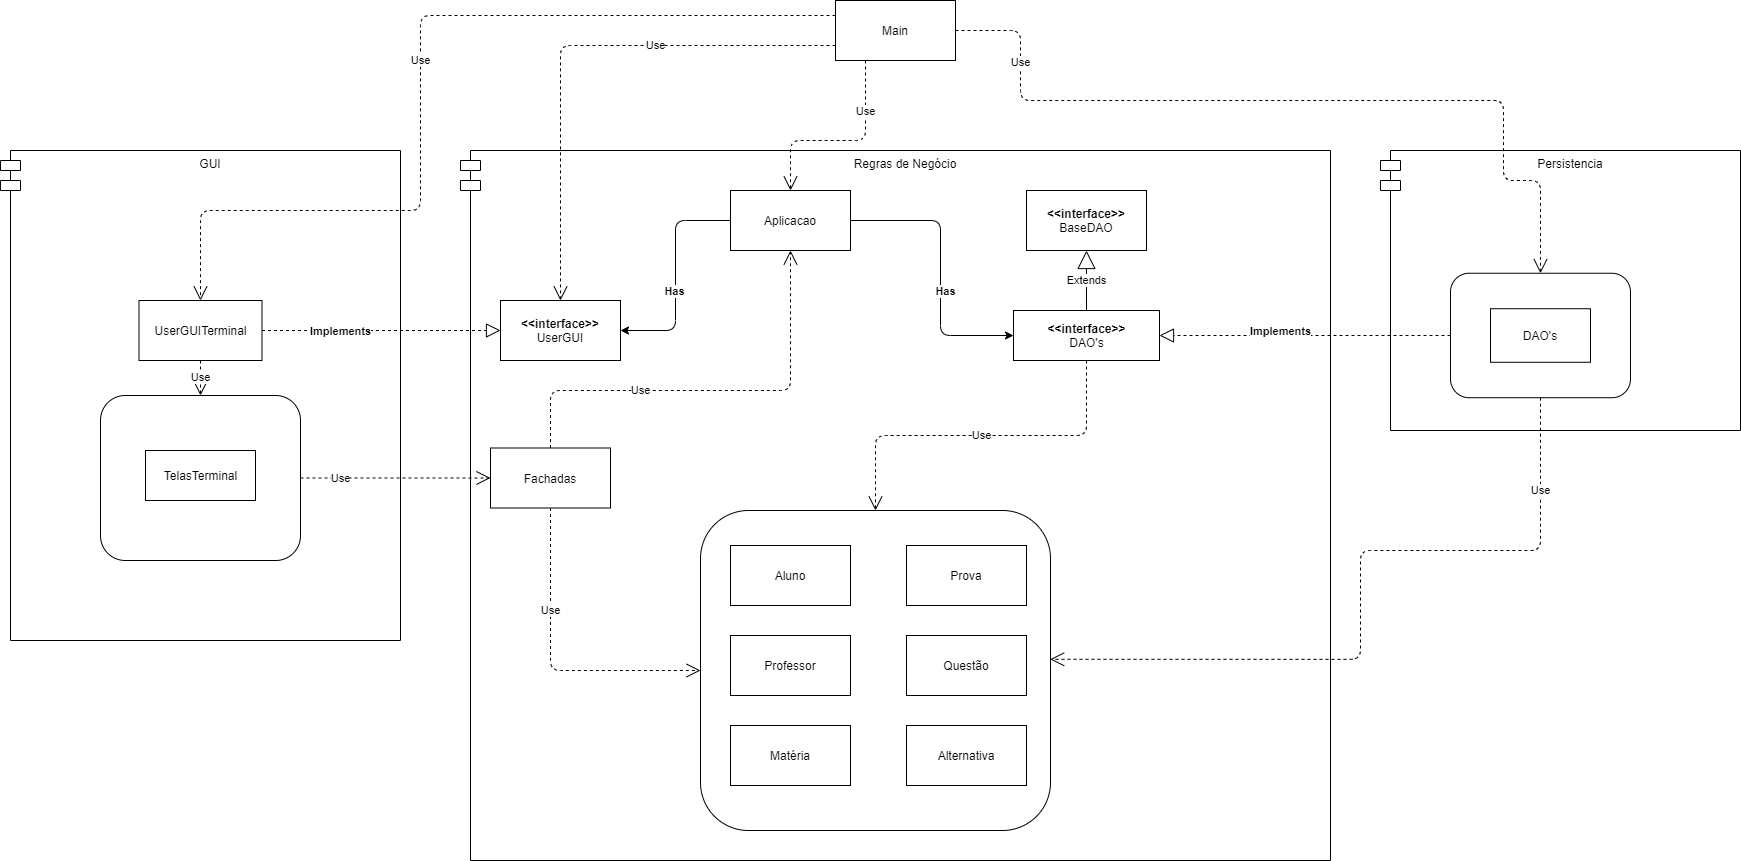 Main
Use
Use
Use
Use
GUI
Regras de Negócio
Persistencia
Aplicacao
<<interface>>
BaseDAO
Extends
Has
Has
UserGUITerminal
Implements
<<interface>>
UserGUI
<<interface>>
DAO's
Implements
DAO's
Use
Use
Use
TelasTerminal
Use
Fachadas
Use
Aluno
Prova
Use
Professor
Questão
Matéria
Alternativa